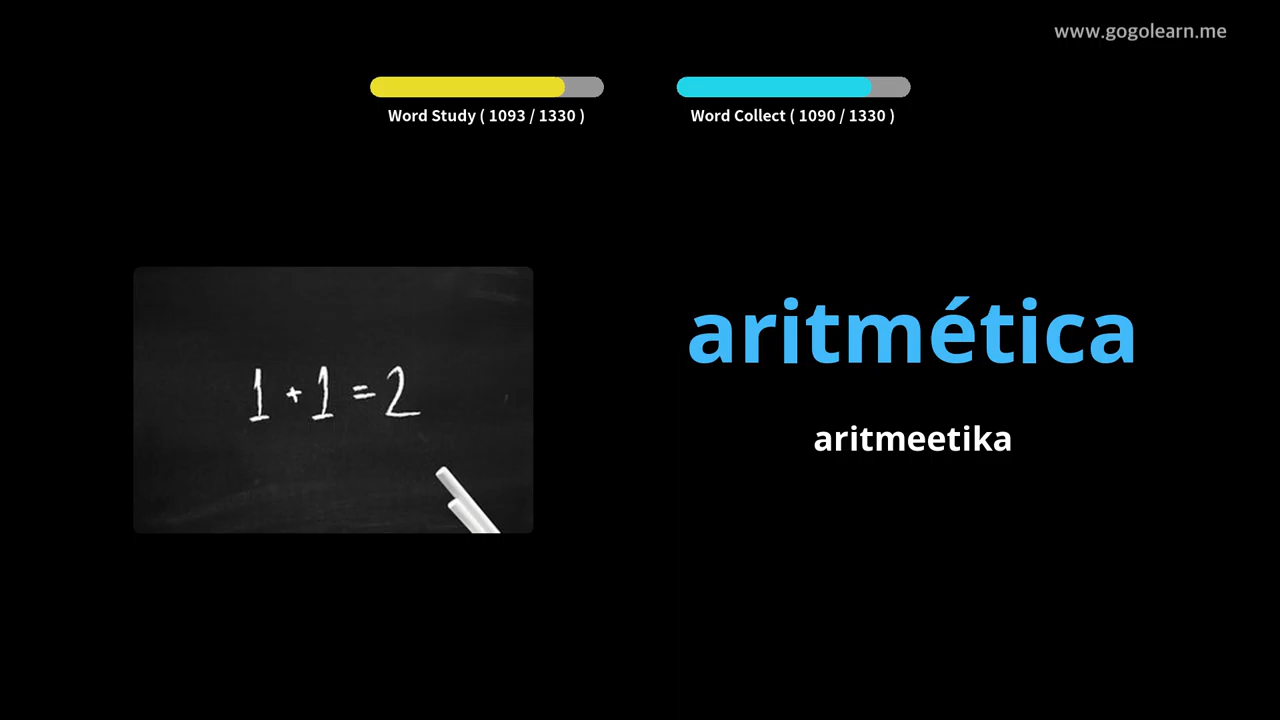 www.gogolearn.me
Word Study ( 1093 / 1330 )
Word Collect ( 1090 / 1330 )
1 + 1 = 2
aritmética
aritmeetika